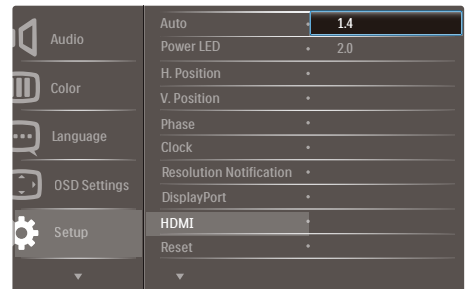 Audio
Color
Language
OSD Settings
Setup
Auto
Power LED
H. Position
V. Position
Phase
Clock
Resolution Notification
DisplayPort
HDMI
Reset
1.4
2.0